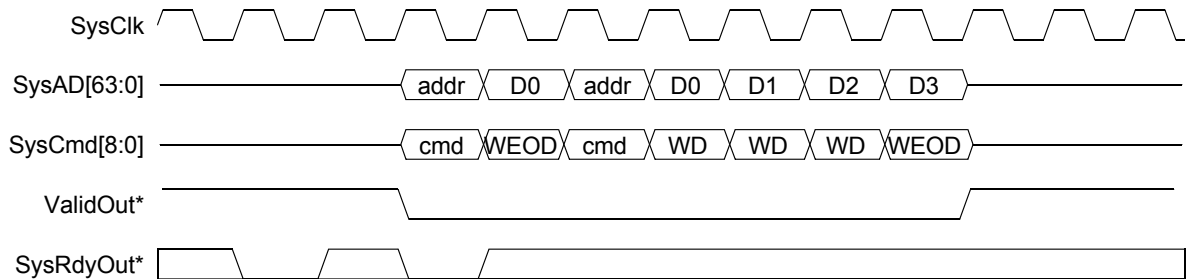 SysClk
SysAD[63:0] addr D0 addr D0 D1 D2 D3
SysCmd[8:0] cmd WEOD cmd WD WD WD WEOD
ValidOut*
SysRdyOut*